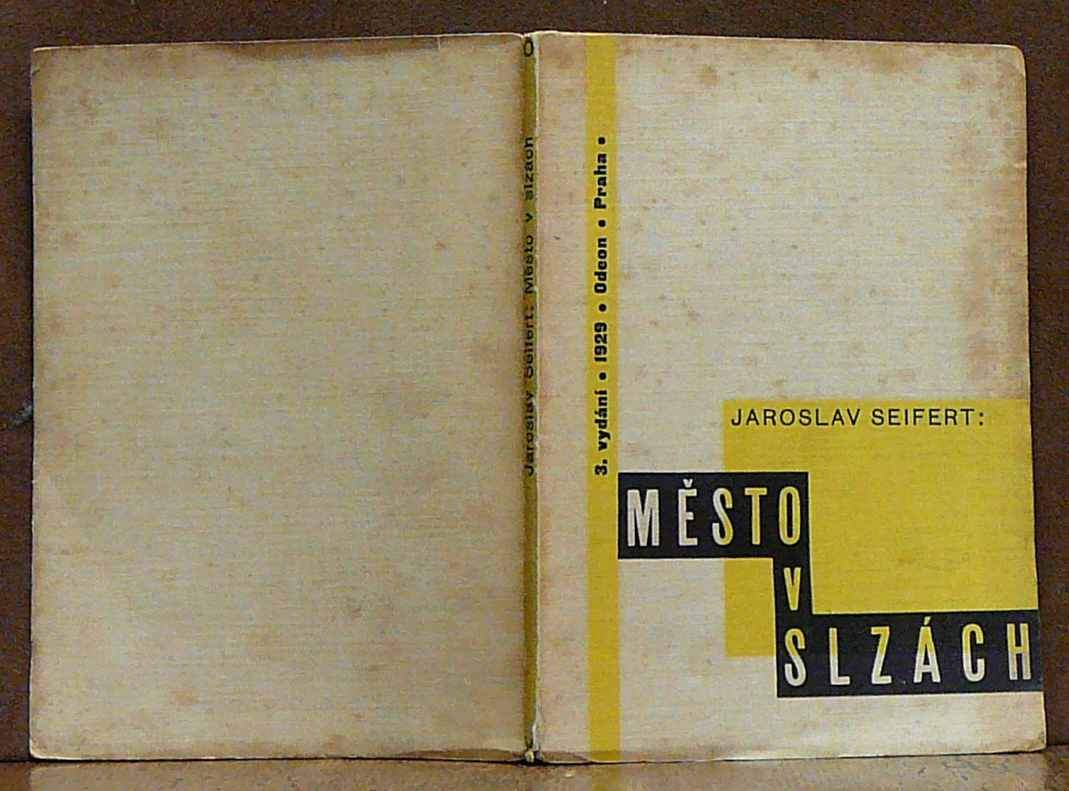 O
Jaroslav Seifert: Město v slzách
3. vydání • 1929 • Odeon • Praha •
JAROSLAV SEIFERT:
MĚSTO
V
SLZÁCH